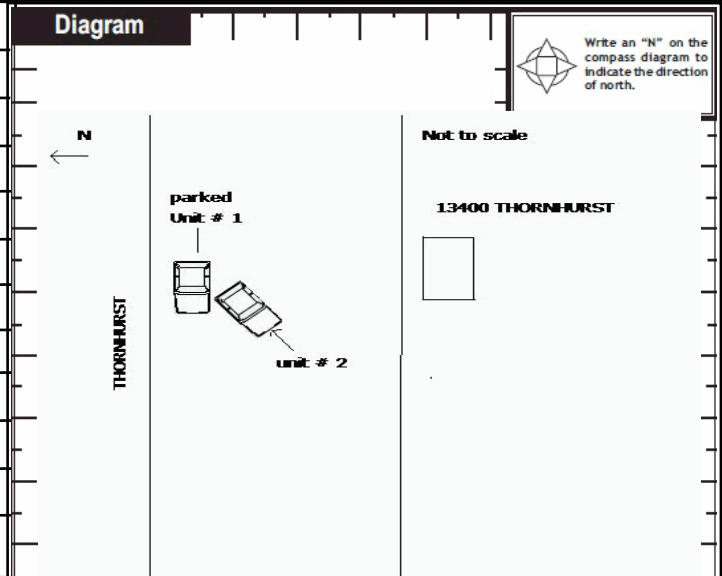 Diagram
Write an “N” on the
compass diagram to
indicate the direction
of north.
N
Not to scale
parked
Unit # 1
13400 THORNHURST
THORNHURST
unit # 2